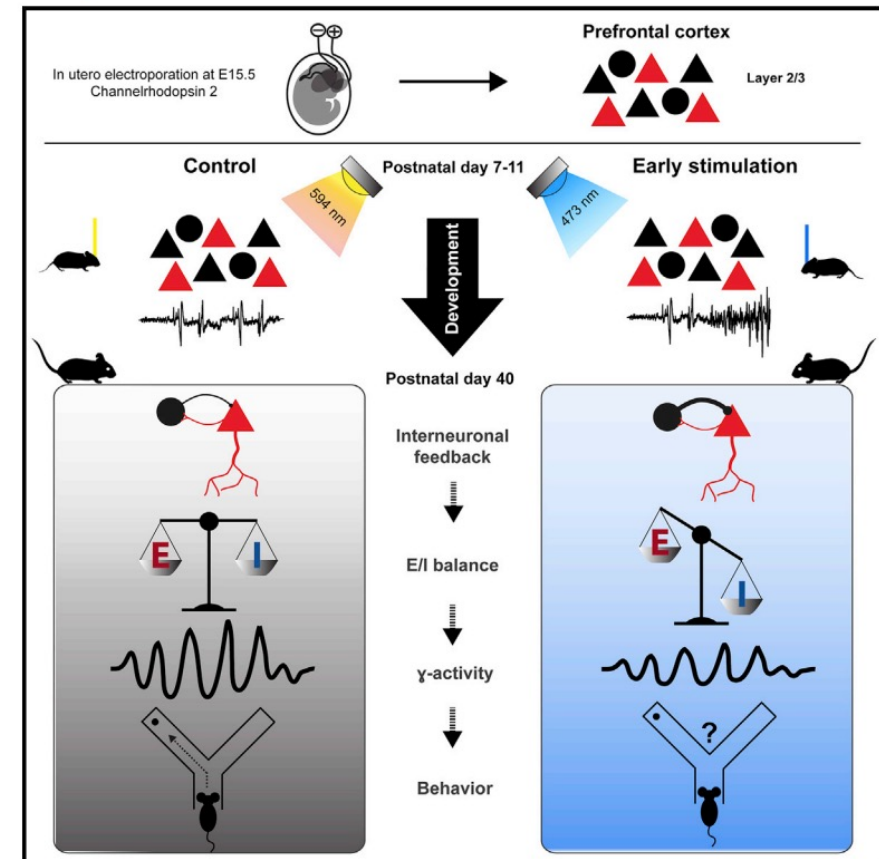 In utero electroporation at E15.5
Channelrhodopsin 2
− +
Prefrontal cortex
Layer 2/3
Control
Postnatal day 7-11
Early stimulation
594 nm
473 nm
Development
Postnatal day 40
Interneuronal
feedback
E I
E I
E/I balance
ɣ-activity
?
Behavior